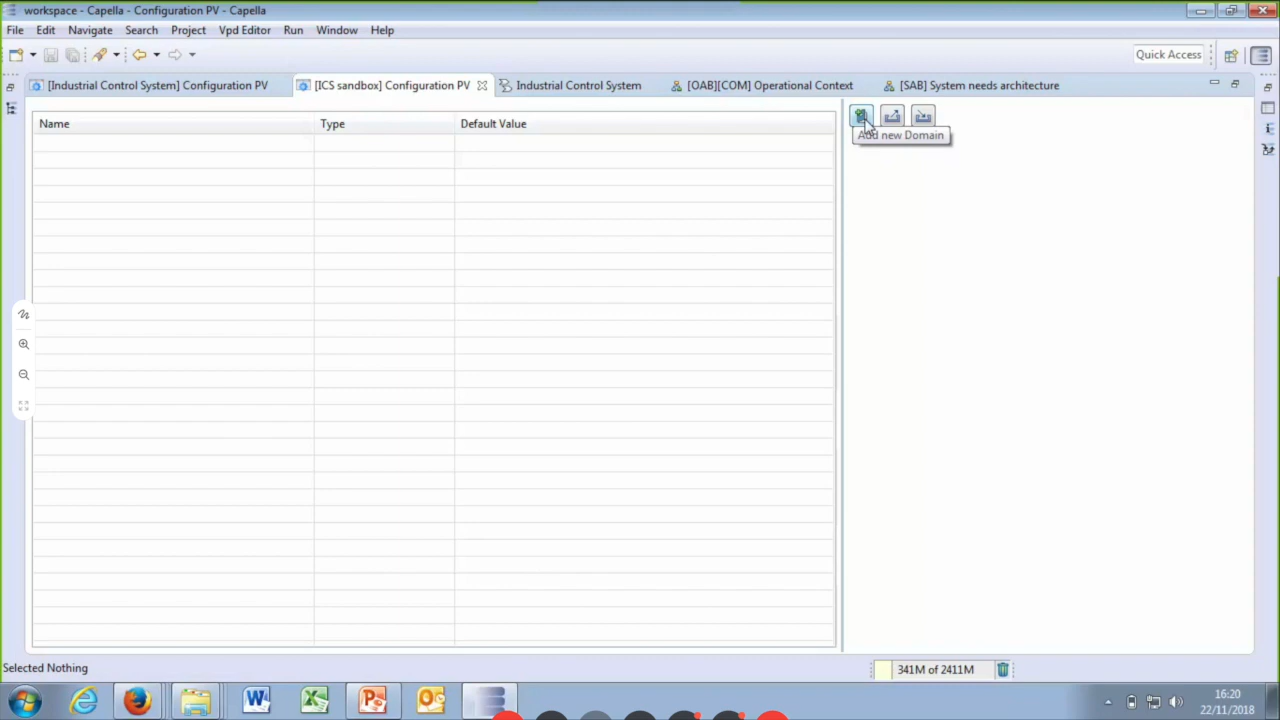 workspace - Capella - Configuration PV - Capella
File Edit Navigate Search Project Vpd Editor Run Window Help
Quick Access
[Industrial Control System] Configuration PV [ICS sandbox] Configuration PV Industrial Control System [OAB][COM] Operational Context [SAB] System needs architecture
Name Type Default Value
Add new Domain
Selected Nothing 341M of 2411M
16:20
22/11/2018